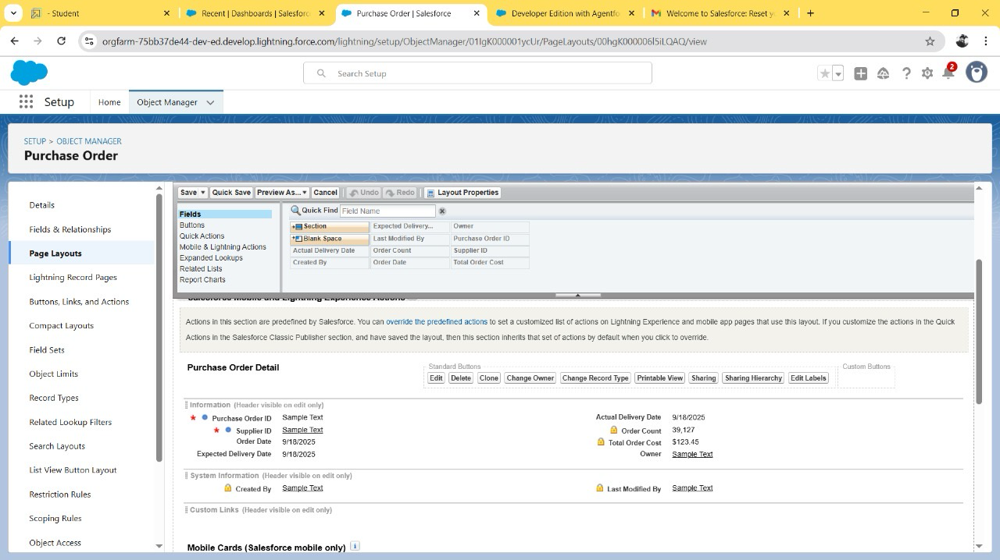 - Student
Recent | Dashboards | Salesforc
Purchase Order | Salesforce
Developer Edition with Agentfo
Welcome to Salesforce: Reset y
orgfarm-75bb37de44-dev-ed.develop.lightning.force.com/lightning/setup/ObjectManager/01IgK000001ycUr/PageLayouts/00hgK000006l5iLQAQ/view
Search Setup
2
Setup
Home
Object Manager
SETUP > OBJECT MANAGER
Purchase Order
Details
Fields & Relationships
Page Layouts
Lightning Record Pages
Buttons, Links, and Actions
Compact Layouts
Field Sets
Object Limits
Record Types
Related Lookup Filters
Search Layouts
List View Button Layout
Restriction Rules
Scoping Rules
Object Access
Save Quick Save Preview As... Cancel Undo Redo Layout Properties
Fields
Buttons
Quick Actions
Mobile & Lightning Actions
Expanded Lookups
Related Lists
Report Charts
Quick Find Field Name
Section Expected Delivery... Owner
Blank Space Last Modified By Purchase Order ID
Actual Delivery Date Order Count Supplier ID
Created By Order Date Total Order Cost
Salesforce Mobile and Lightning Experience Actions
Actions in this section are predefined by Salesforce. You can override the predefined actions to set a customized list of actions on Lightning Experience and mobile app pages that use this layout. If you customize the actions in the Quick
Actions in the Salesforce Classic Publisher section, and have saved the layout, then this section inherits that set of actions by default when you click to override.
Purchase Order Detail
Standard Buttons
Edit Delete Clone Change Owner Change Record Type Printable View Sharing Sharing Hierarchy Edit Labels
Custom Buttons
Information (Header visible on edit only)
* Purchase Order ID Sample Text Actual Delivery Date 9/18/2025
* Supplier ID Sample Text Order Count 39,127
Order Date 9/18/2025 Total Order Cost $123.45
Expected Delivery Date 9/18/2025 Owner Sample Text
System Information (Header visible on edit only)
Created By Sample Text Last Modified By Sample Text
Custom Links (Header visible on edit only)
Mobile Cards (Salesforce mobile only) i